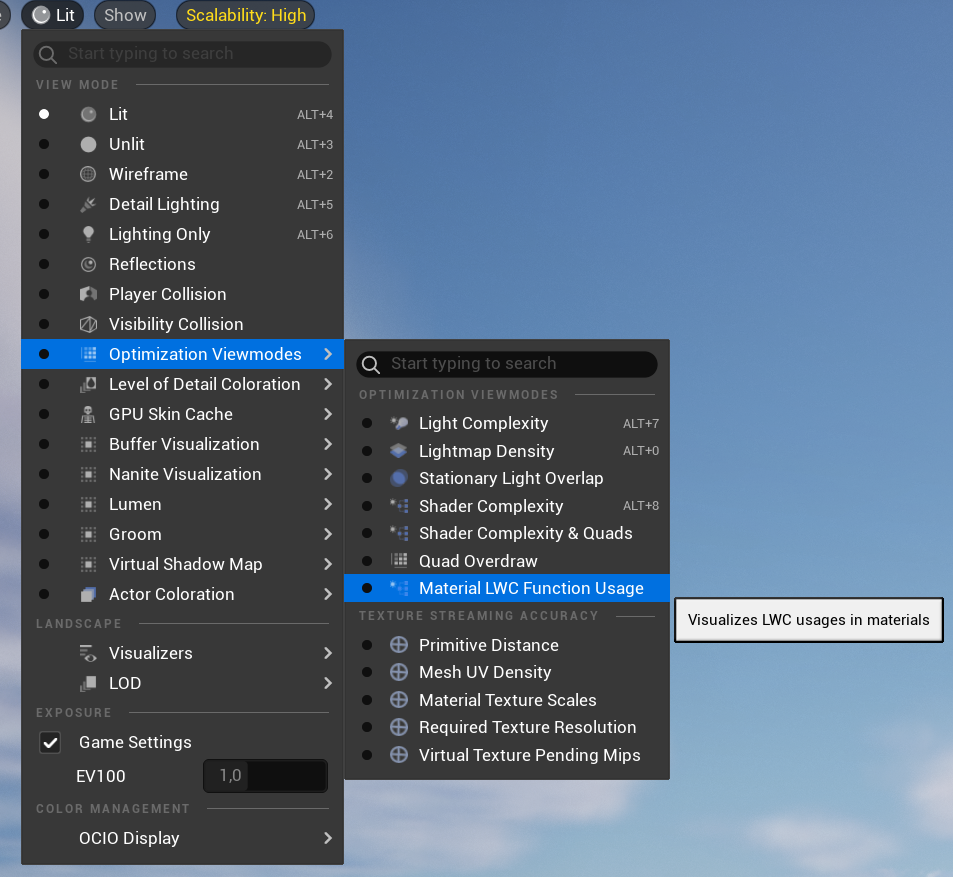 Lit
Show
Scalability: High
Start typing to search
VIEW MODE
Lit ALT+4
Unlit ALT+3
Wireframe ALT+2
Detail Lighting ALT+5
Lighting Only ALT+6
Reflections
Player Collision
Visibility Collision
Optimization Viewmodes
Level of Detail Coloration
GPU Skin Cache
Buffer Visualization
Nanite Visualization
Lumen
Groom
Virtual Shadow Map
Actor Coloration
LANDSCAPE
Visualizers
LOD
EXPOSURE
Game Settings
EV100 1,0
COLOR MANAGEMENT
OCIO Display
Start typing to search
OPTIMIZATION VIEWMODES
Light Complexity ALT+7
Lightmap Density ALT+0
Stationary Light Overlap
Shader Complexity ALT+8
Shader Complexity & Quads
Quad Overdraw
Material LWC Function Usage
TEXTURE STREAMING ACCURACY
Primitive Distance
Mesh UV Density
Material Texture Scales
Required Texture Resolution
Virtual Texture Pending Mips
Visualizes LWC usages in materials